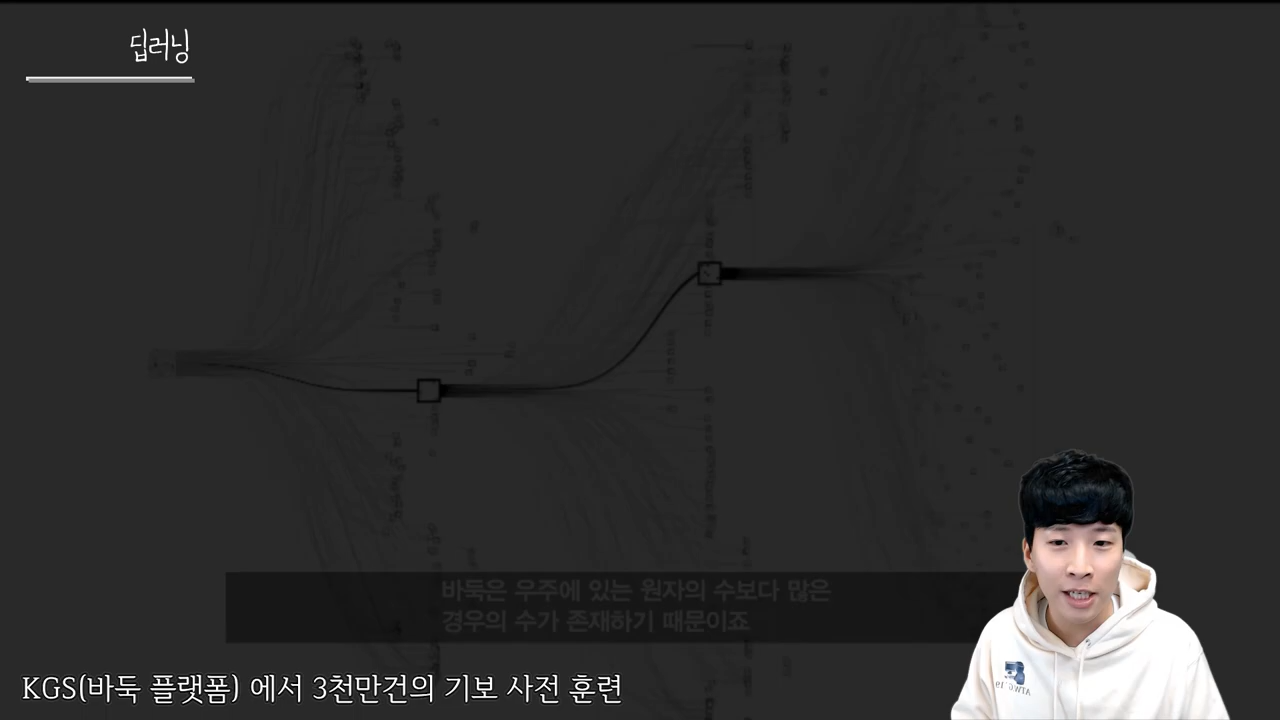 딥러닝
바둑은 우주에 있는 원자의 수보다 많은
경우의 수가 존재하기 때문이죠
KGS(바둑 플랫폼) 에서 3천만건의 기보 사전 훈련